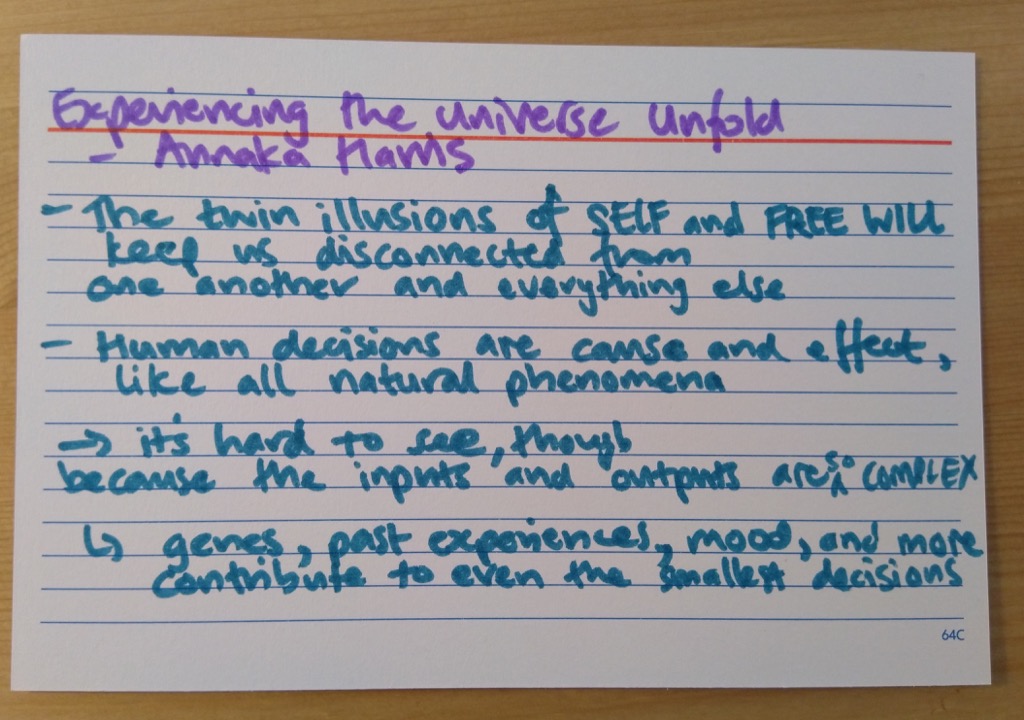 Experiencing the universe unfold
- Annaka Harris
- The twin illusions of SELF and FREE WILL
keep us disconnected from
one another and everything else
- Human decisions are cause and effect,
like all natural phenomena
→ it's hard to see, though
because the inputs and outputs are so COMPLEX
↳ genes, past experiences, mood, and more
contribute to even the smallest decisions
64C